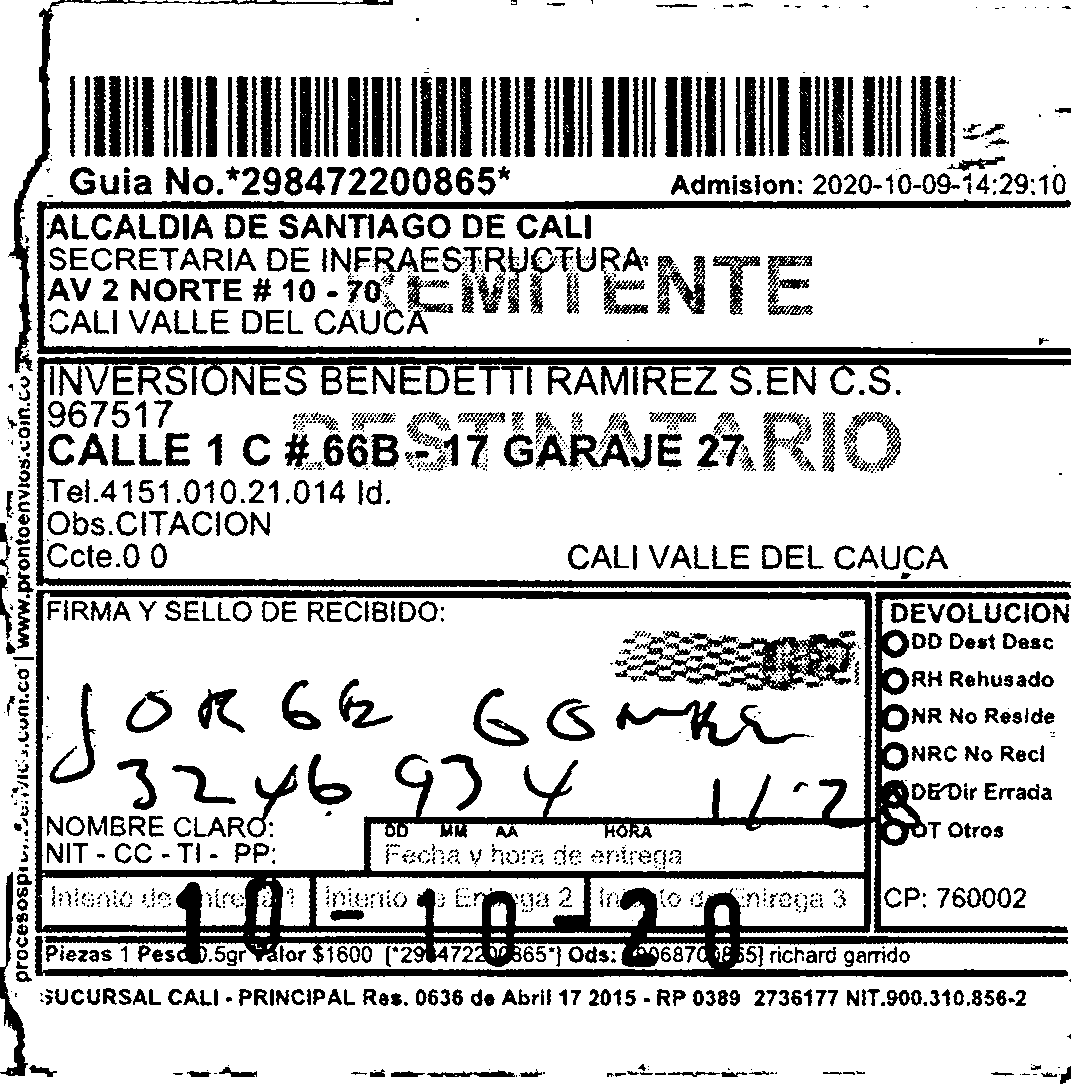 Guia No.*298472200865*
Admision: 2020-10-09-14:29:10
ALCALDIA DE SANTIAGO DE CALI
SECRETARIA DE INFRAESTRUCTURA
AV 2 NORTE # 10 - 70
CALI VALLE DEL CAUCA
REMITENTE
INVERSIONES BENEDETTI RAMIREZ S.EN C.S.
967517
DESTINATARIO
CALLE 1 C # 66B - 17 GARAJE 27
Tel.4151.010.21.014 Id.
Obs.CITACION
Ccte.0 0
CALI VALLE DEL CAUCA
FIRMA Y SELLO DE RECIBIDO:
JORGE GOMEZ
3246934
NOMBRE CLARO:
NIT - CC - TI - PP:
DD MM AA HORA
Fecha y hora de entrega
Intento de Entrega 1
Intento de Entrega 2
Intento de Entrega 3
10-10-20
DEVOLUCION
DD Dest Desc
RH Rehusado
NR No Reside
NRC No Recl
DE Dir Errada
OT Otros
CP: 760002
Piezas 1 Peso 0.5gr Valor $1600 [*298472200865*] Ods: richard garrido
SUCURSAL CALI - PRINCIPAL Res. 0636 de Abril 17 2015 - RP 0389 2736177 NIT.900.310.856-2
www.prontoenvios.com.co